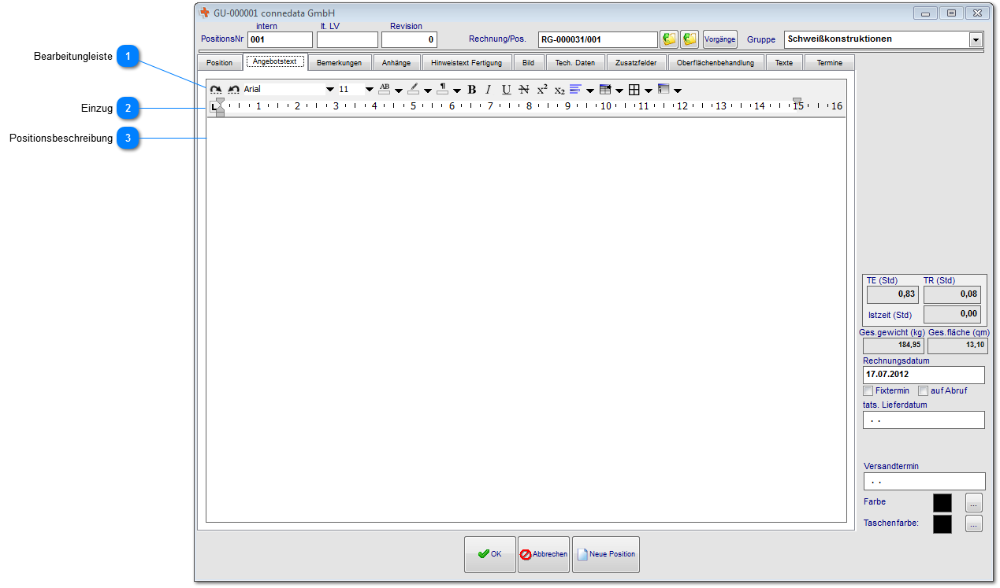 GU-000001 connedata GmbH
intern lt. LV Revision
PositionsNr 001 0 Rechnung/Pos. RG-000031/001 Vorgänge Gruppe Schweißkonstruktionen
Position Angebotstext Bemerkungen Anhänge Hinweistext Fertigung Bild Tech. Daten Zusatzfelder Oberflächenbehandlung Texte Termine
Bearbeitungleiste 1
Arial 11 AB B I U N x² x₂
Einzug 2
L 1 2 3 4 5 6 7 8 9 10 11 12 13 14 15 16
Positionsbeschreibung 3
TE (Std) TR (Std)
0,83 0,08
Istzeit (Std) 0,00
Ges.gewicht (kg) Ges.fläche (qm)
184,95 13,10
Rechnungsdatum
17.07.2012
Fixtermin auf Abruf
tats. Lieferdatum
. .
Versandtermin
. .
Farbe ...
Taschenfarbe: ...
OK Abbrechen Neue Position